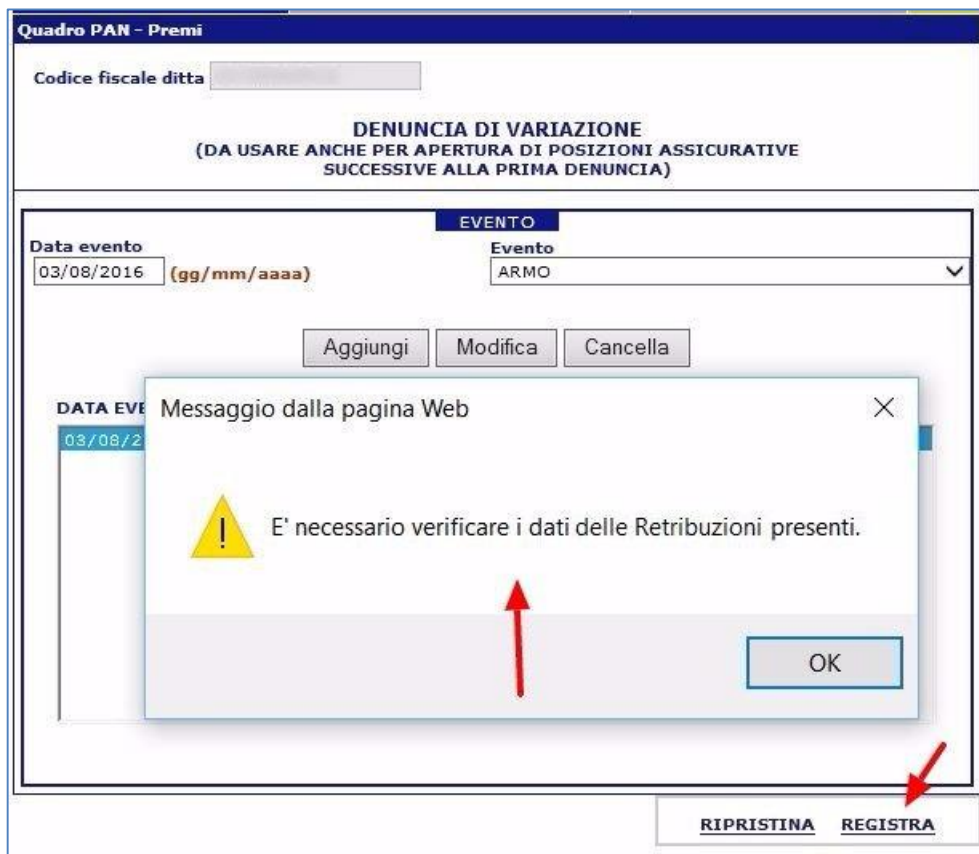 Quadro PAN - Premi
Codice fiscale ditta
DENUNCIA DI VARIAZIONE
(DA USARE ANCHE PER APERTURA DI POSIZIONI ASSICURATIVE
SUCCESSIVE ALLA PRIMA DENUNCIA)
EVENTO
Data evento Evento
03/08/2016 (gg/mm/aaaa) ARMO
Aggiungi Modifica Cancella
DATA EVE
Messaggio dalla pagina Web
03/08/2
E' necessario verificare i dati delle Retribuzioni presenti.
OK
RIPRISTINA REGISTRA